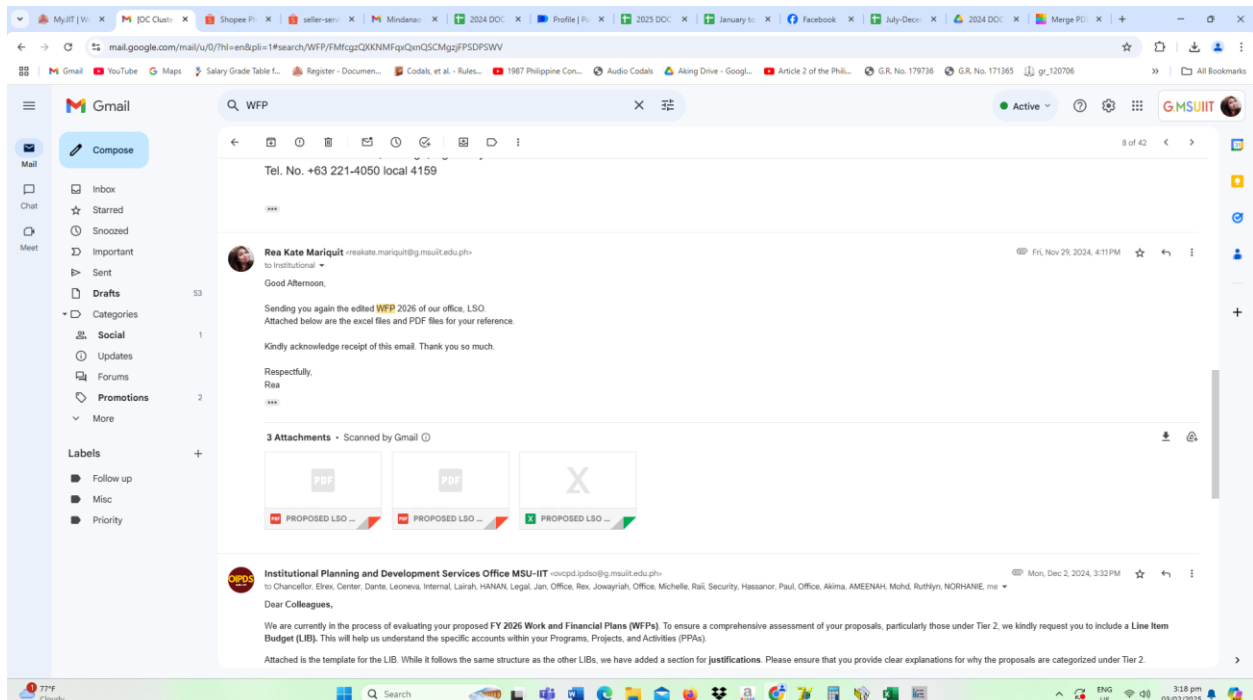 MyJIT | W
JOC Cluste
Shopee Ph
seller-serv
Mindanao
2024 DOC
Profile | Po
2025 DOC
January to
Facebook
July-Dece
2024 DOC
Merge PD
mail.google.com/mail/u/0/?hl=en&pli=1#search/WFP/FMfcgzQXKNMFqxQxnQSCMgzjFPSDPSWV
Gmail
YouTube
Maps
Salary Grade Table f...
Register - Documen...
Codals, et al. - Rules...
1987 Philippine Con...
Audio Codals
Aking Drive - Googl...
Article 2 of the Phili...
G.R. No. 179736
G.R. No. 171365
gr_120706
All Bookmarks
Gmail
WFP
Active
G.MSUIIT
Compose
8 of 42
Mail
Chat
Meet
Inbox
Starred
Snoozed
Important
Sent
Drafts 53
Categories
Social 1
Updates
Forums
Promotions 2
More
Labels
Follow up
Misc
Priority
Tel. No. +63 221-4050 local 4159
Rea Kate Mariquit <reakate.mariquit@g.msuiit.edu.ph> Fri, Nov 29, 2024, 4:11 PM
to Institutional
Good Afternoon,
Sending you again the edited WFP 2026 of our office, LSO.
Attached below are the excel files and PDF files for your reference.
Kindly acknowledge receipt of this email. Thank you so much.
Respectfully,
Rea
3 Attachments • Scanned by Gmail
PDF
PDF
X
PDF PROPOSED LSO ...
PDF PROPOSED LSO ...
X PROPOSED LSO ...
OIPDS
Institutional Planning and Development Services Office MSU-IIT <ovcpd.ipdso@g.msuiit.edu.ph> Mon, Dec 2, 2024, 3:32 PM
to Chancellor, Elrex, Center, Dante, Leoneva, Internal, Lairah, HANAN, Legal, Jan, Office, Rex, Jowayriah, Office, Michelle, Raii, Security, Hassanor, Paul, Office, Akima, AMEENAH, Mohd, Ruthlyn, NORHANIE, me
Dear Colleagues,
We are currently in the process of evaluating your proposed FY 2026 Work and Financial Plans (WFPs). To ensure a comprehensive assessment of your proposals, particularly those under Tier 2, we kindly request you to include a Line Item
Budget (LIB). This will help us understand the specific accounts within your Programs, Projects, and Activities (PPAs).
Attached is the template for the LIB. While it follows the same structure as the other LIBs, we have added a section for justifications. Please ensure that you provide clear explanations for why the proposals are categorized under Tier 2.
77°F
Cloudy
Search
ENG
US
3:18 pm
03/02/2025